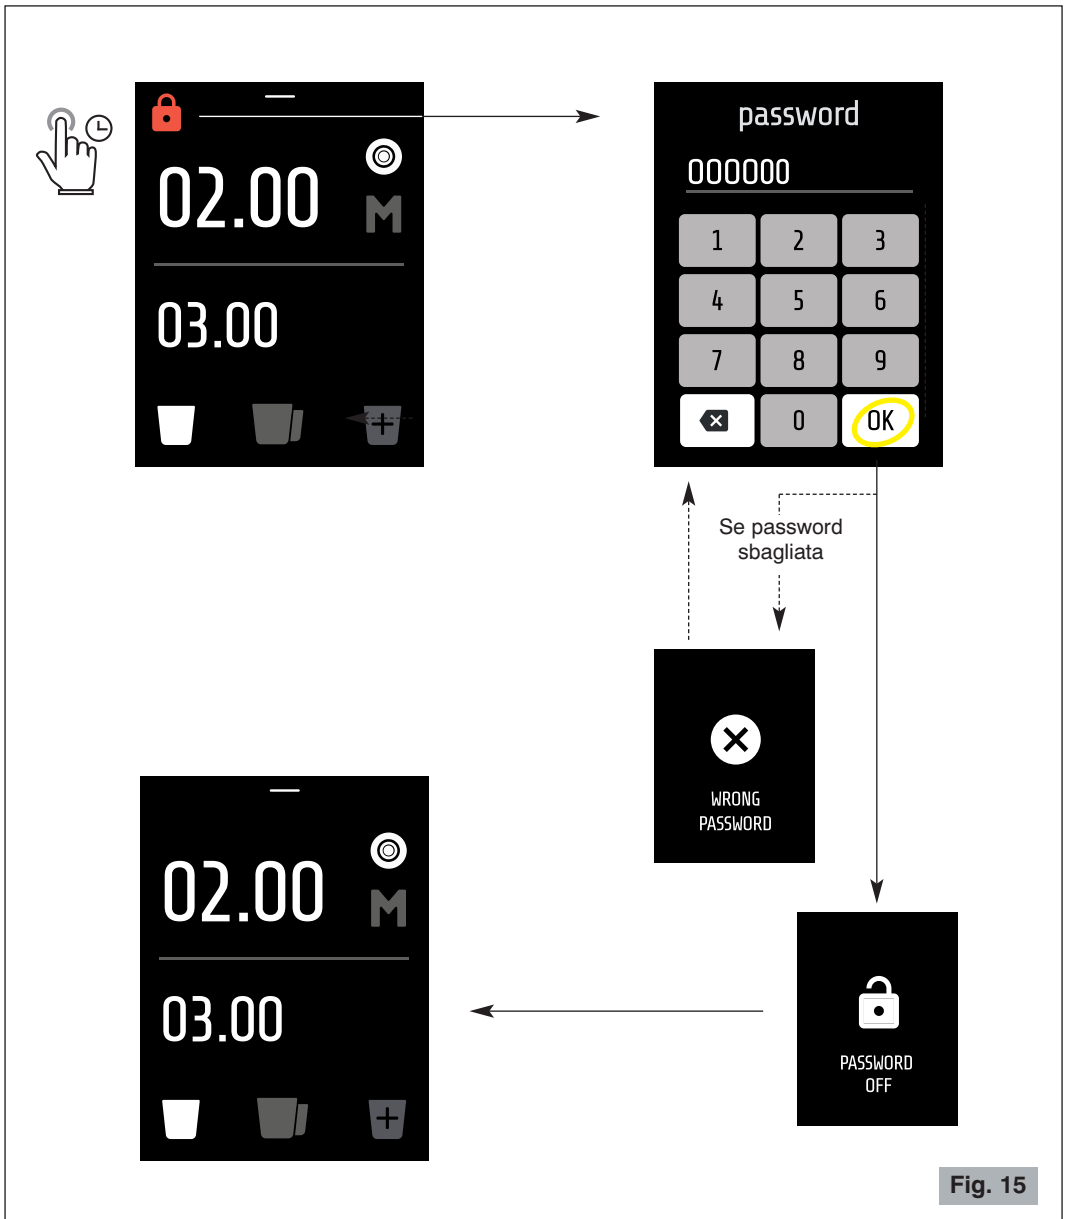 02.00
M
03.00
+
password
000000
1 2 3
4 5 6
7 8 9
0 OK
Se password
sbagliata
WRONG
PASSWORD
02.00
M
03.00
+
PASSWORD
OFF
Fig. 15